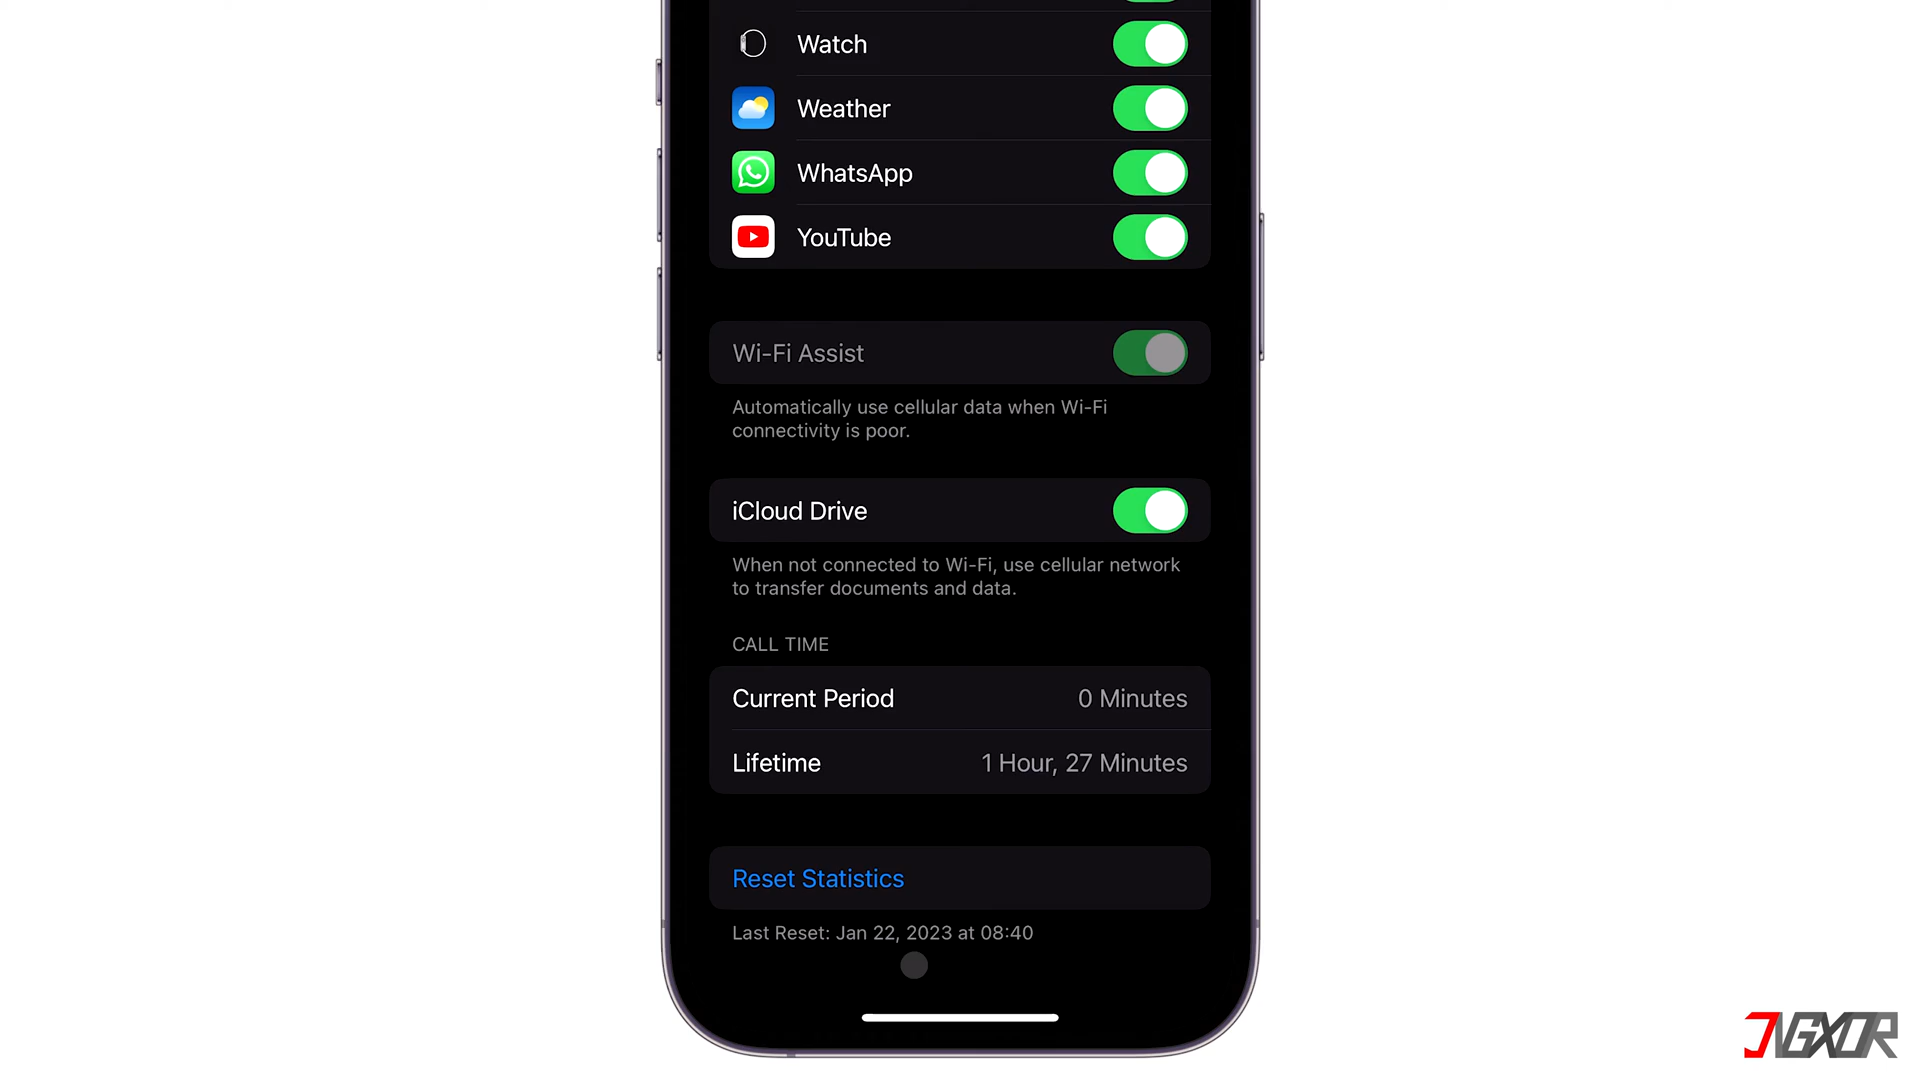 Watch
Weather
WhatsApp
YouTube
Wi-Fi Assist
Automatically use cellular data when Wi-Fi
connectivity is poor.
iCloud Drive
When not connected to Wi-Fi, use cellular network
to transfer documents and data.
CALL TIME
Current Period 0 Minutes
Lifetime 1 Hour, 27 Minutes
Reset Statistics
Last Reset: Jan 22, 2023 at 08:40
JVGXOR